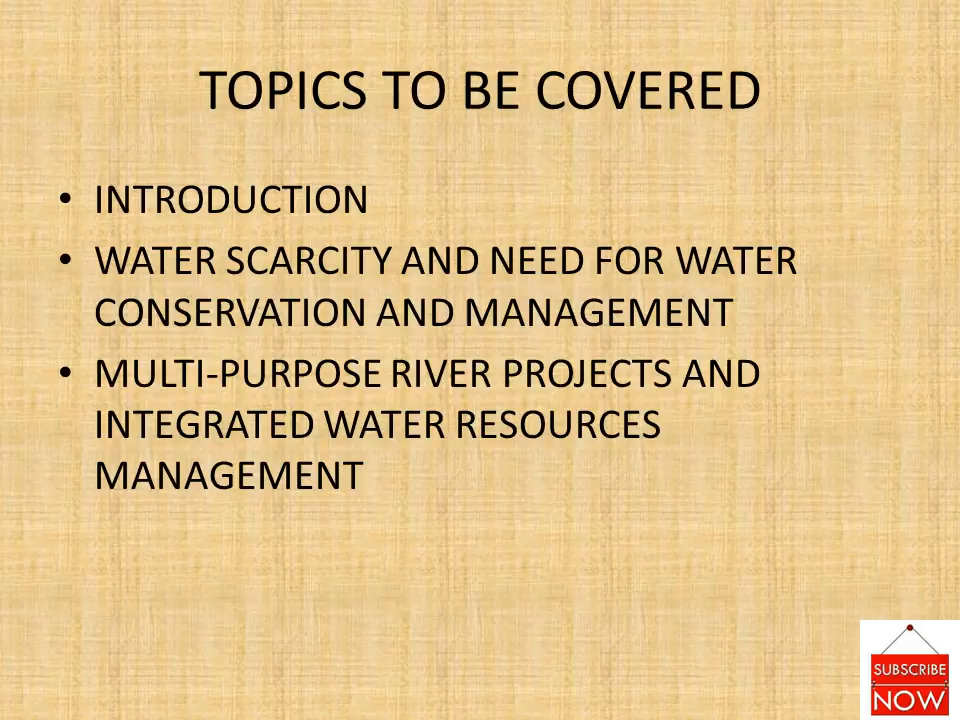 TOPICS TO BE COVERED
• INTRODUCTION
• WATER SCARCITY AND NEED FOR WATER
CONSERVATION AND MANAGEMENT
• MULTI-PURPOSE RIVER PROJECTS AND
INTEGRATED WATER RESOURCES
MANAGEMENT
SUBSCRIBE
NOW